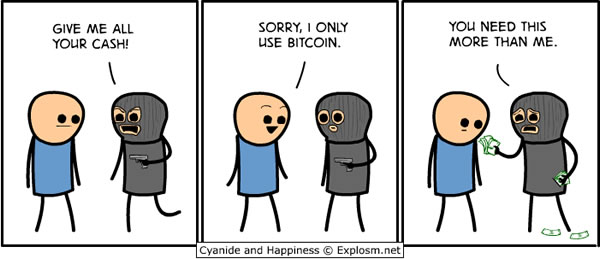 GIVE ME ALL
YOUR CASH!
SORRY, I ONLY
USE BITCOIN.
YOU NEED THIS
MORE THAN ME.
Cyanide and Happiness © Explosm.net